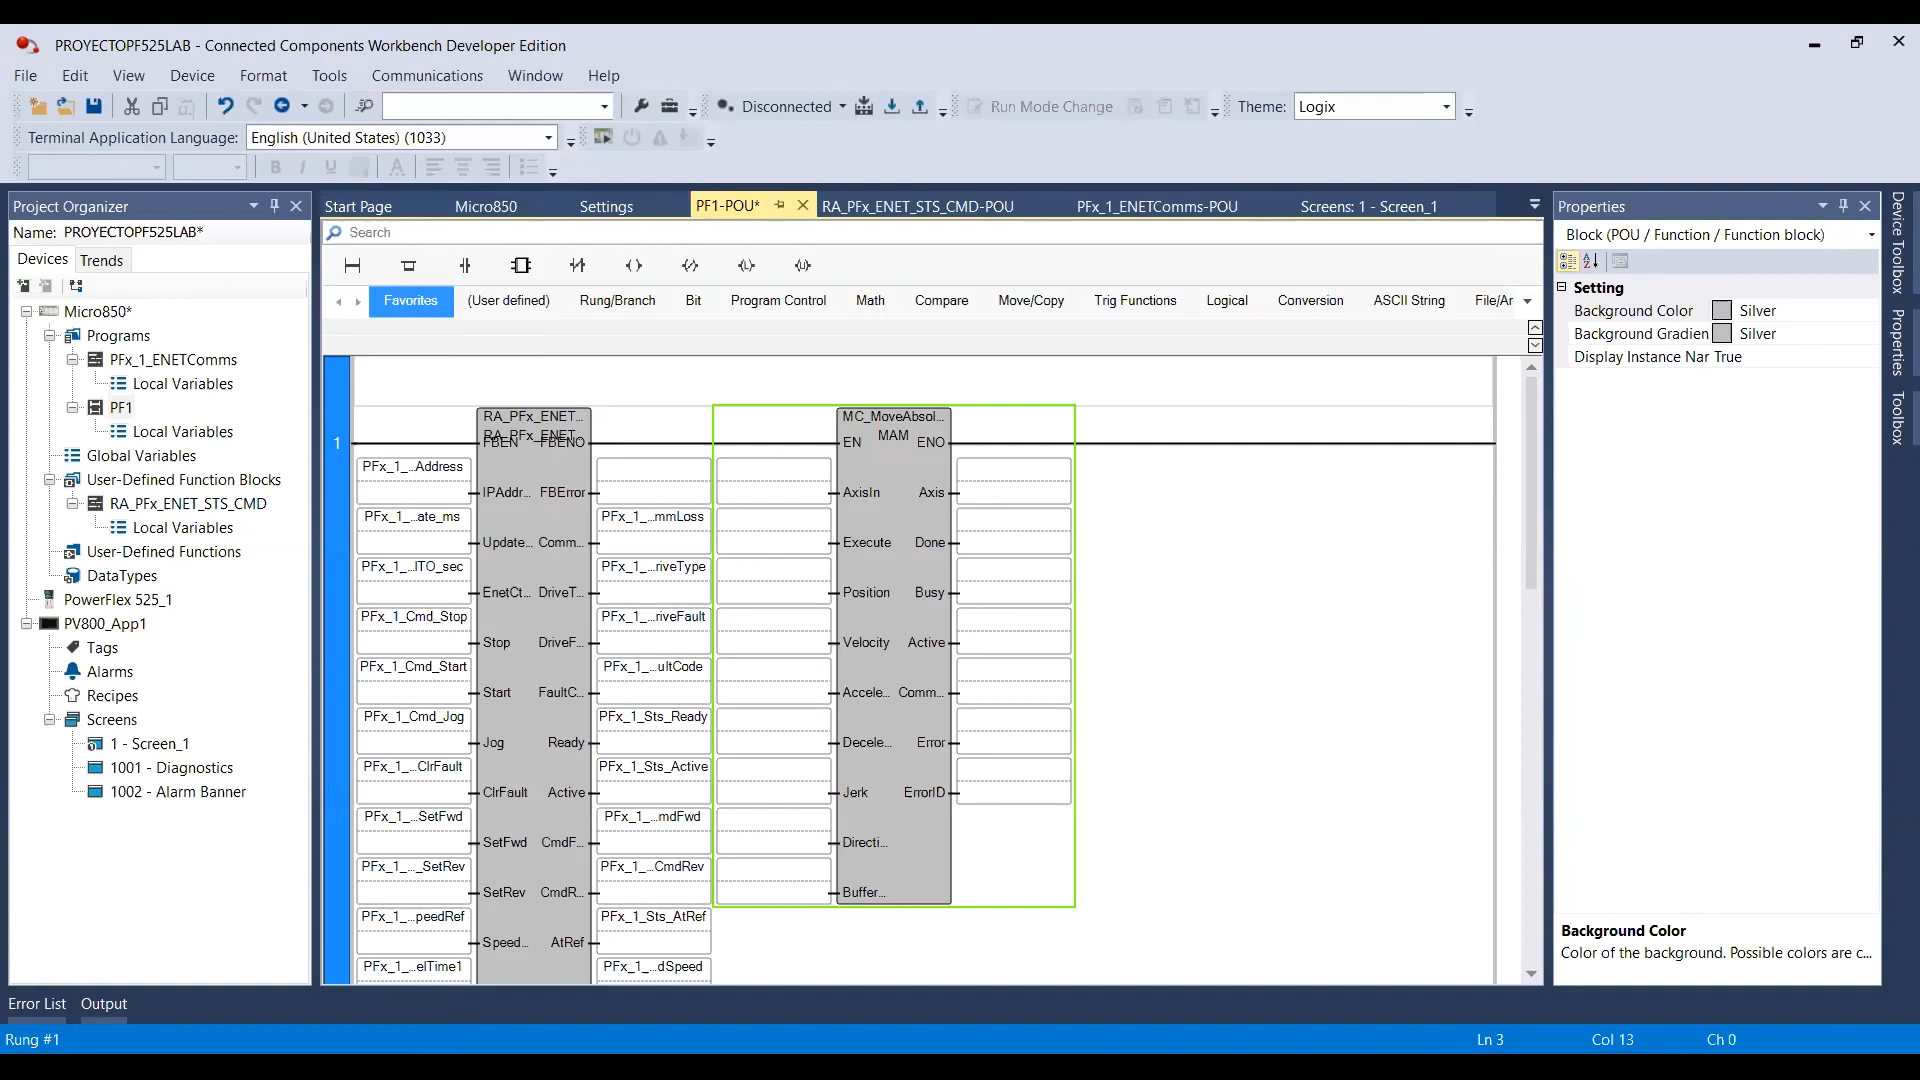 PROYECTOPF525LAB - Connected Components Workbench Developer Edition
File Edit View Device Format Tools Communications Window Help
Disconnected Run Mode Change Theme: Logix
Terminal Application Language: English (United States) (1033)
B I U A
Project Organizer
Name: PROYECTOPF525LAB*
Devices Trends
Micro850*
Programs
PFx_1_ENETComms
Local Variables
PF1
Local Variables
Global Variables
User-Defined Function Blocks
RA_PFx_ENET_STS_CMD
Local Variables
User-Defined Functions
DataTypes
PowerFlex 525_1
PV800_App1
Tags
Alarms
Recipes
Screens
1 - Screen_1
1001 - Diagnostics
1002 - Alarm Banner
Start Page Micro850 Settings PF1-POU* RA_PFx_ENET_STS_CMD-POU PFx_1_ENETComms-POU Screens: 1 - Screen_1
Search
Favorites (User defined) Rung/Branch Bit Program Control Math Compare Move/Copy Trig Functions Logical Conversion ASCII String File/Ar
1
RA_PFx_ENET...
RA_PFx_ENET
FBEN FBENO
PFx_1_...Address
IPAddr... FBError
PFx_1_...ate_ms PFx_1_...mmLoss
Update... Comm...
PFx_1_...lTO_sec PFx_1_...riveType
EnetCt... DriveT...
PFx_1_Cmd_Stop PFx_1_...riveFault
Stop DriveF...
PFx_1_Cmd_Start PFx_1_...ultCode
Start FaultC...
PFx_1_Cmd_Jog PFx_1_Sts_Ready
Jog Ready
PFx_1_...ClrFault PFx_1_Sts_Active
ClrFault Active
PFx_1_...SetFwd PFx_1_...mdFwd
SetFwd CmdF...
PFx_1_..._SetRev PFx_1_...CmdRev
SetRev CmdR...
PFx_1_...peedRef PFx_1_Sts_AtRef
Speed... AtRef
PFx_1_...elTime1 PFx_1_...dSpeed
MC_MoveAbsol...
MAM
EN ENO
AxisIn Axis
Execute Done
Position Busy
Velocity Active
Accele... Comm...
Decele... Error
Jerk ErrorID
Directi...
Buffer...
Properties
Block (POU / Function / Function block)
Setting
Background Color Silver
Background Gradien Silver
Display Instance Nar True
Background Color
Color of the background. Possible colors are c...
Device Toolbox
Properties
Toolbox
Error List Output
Rung #1 Ln 3 Col 13 Ch 0